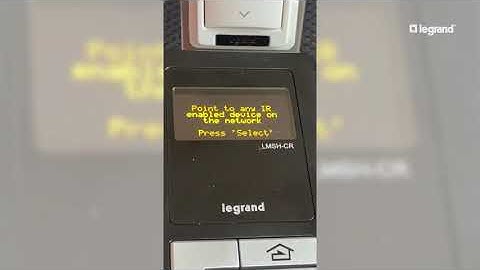 legrand
Point to any IR
enabled device on
the network
Press "Select"
LMSH-CR
legrand